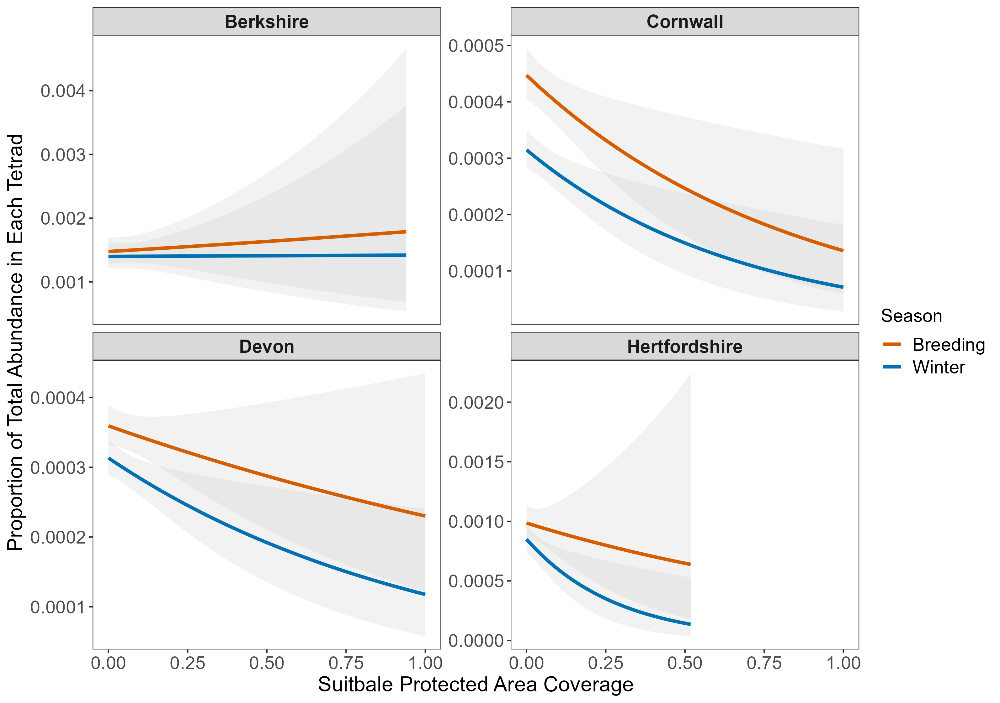 Berkshire
Cornwall
0.004
0.003
0.002
0.001
0.0005
0.0004
0.0003
0.0002
0.0001
Devon
Hertfordshire
0.0004
0.0003
0.0002
0.0001
0.0020
0.0015
0.0010
0.0005
0.0000
0.00 0.25 0.50 0.75 1.00
0.00 0.25 0.50 0.75 1.00
Suitbale Protected Area Coverage
Proportion of Total Abundance in Each Tetrad
Season
Breeding
Winter